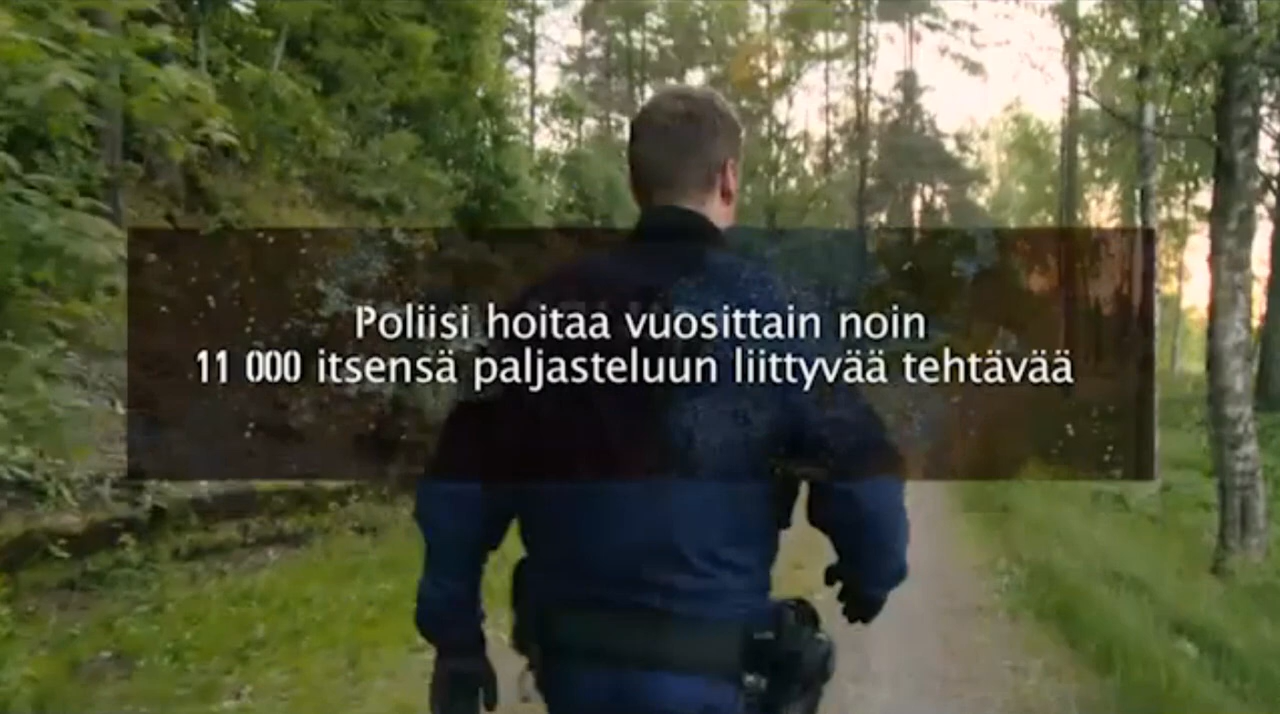 Poliisi hoitaa vuosittain noin
11 000 itsensä paljasteluun liittyvää tehtävää